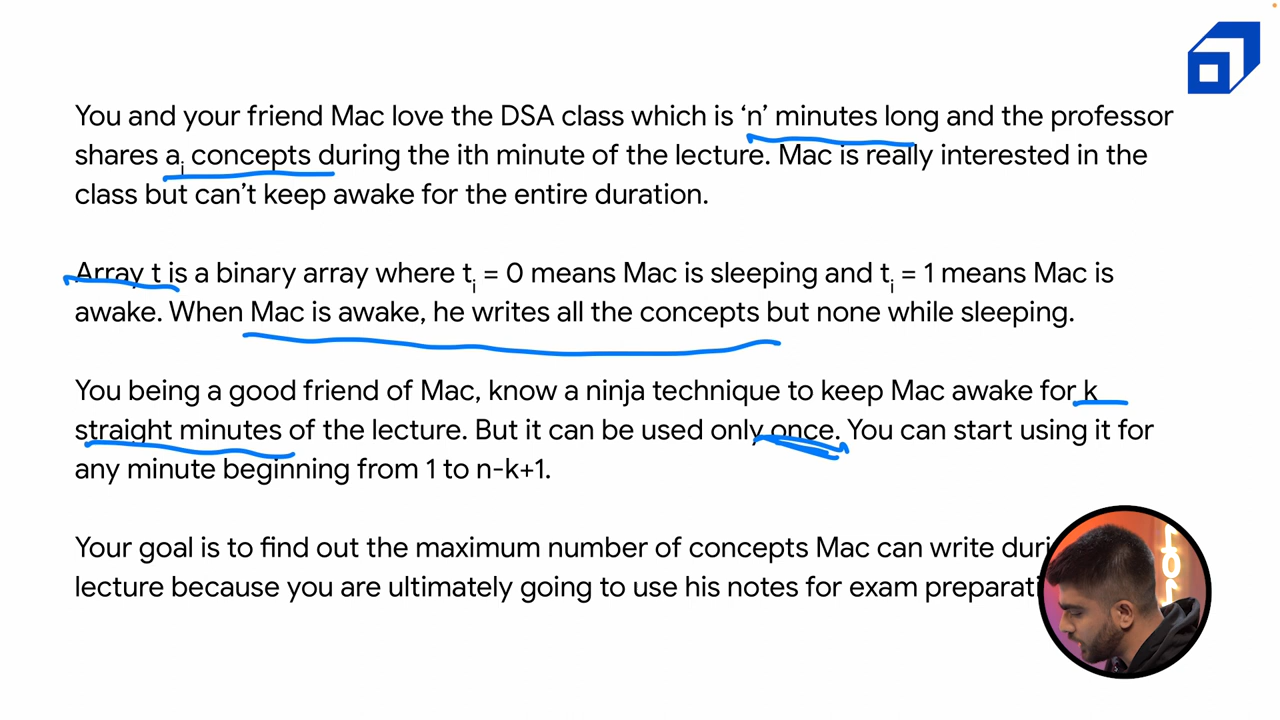 You and your friend Mac love the DSA class which is ‘n’ minutes long and the professor
shares aᵢ concepts during the ith minute of the lecture. Mac is really interested in the
class but can’t keep awake for the entire duration.
Array t is a binary array where tᵢ = 0 means Mac is sleeping and tᵢ = 1 means Mac is
awake. When Mac is awake, he writes all the concepts but none while sleeping.
You being a good friend of Mac, know a ninja technique to keep Mac awake for k
straight minutes of the lecture. But it can be used only once. You can start using it for
any minute beginning from 1 to n-k+1.
Your goal is to find out the maximum number of concepts Mac can write
lecture because you are ultimately going to use his notes for exam